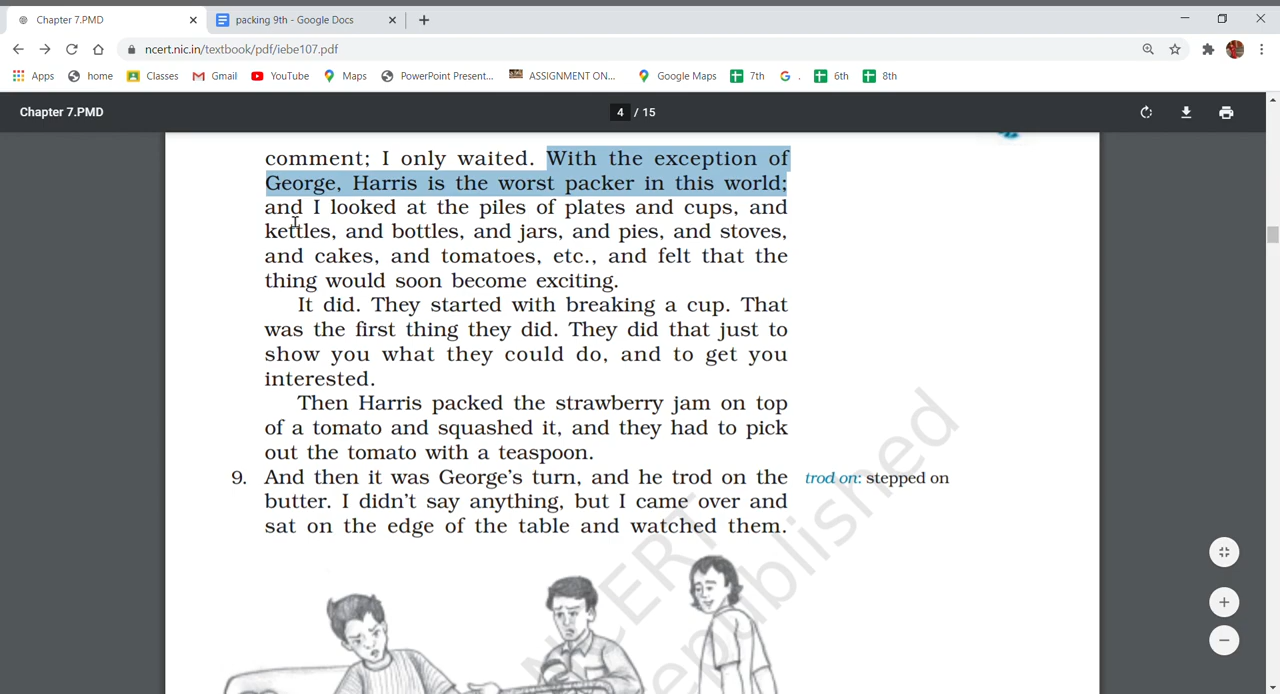 Chapter 7.PMD
packing 9th - Google Docs
ncert.nic.in/textbook/pdf/iebe107.pdf
Apps home Classes Gmail YouTube Maps PowerPoint Present... ASSIGNMENT ON... Google Maps 7th . 6th 8th
Chapter 7.PMD 4 / 15
comment; I only waited. With the exception of
George, Harris is the worst packer in this world;
and I looked at the piles of plates and cups, and
kettles, and bottles, and jars, and pies, and stoves,
and cakes, and tomatoes, etc., and felt that the
thing would soon become exciting.
It did. They started with breaking a cup. That
was the first thing they did. They did that just to
show you what they could do, and to get you
interested.
Then Harris packed the strawberry jam on top
of a tomato and squashed it, and they had to pick
out the tomato with a teaspoon.
9. And then it was George's turn, and he trod on the
trod on: stepped on
butter. I didn't say anything, but I came over and
sat on the edge of the table and watched them.
NCERT
republished